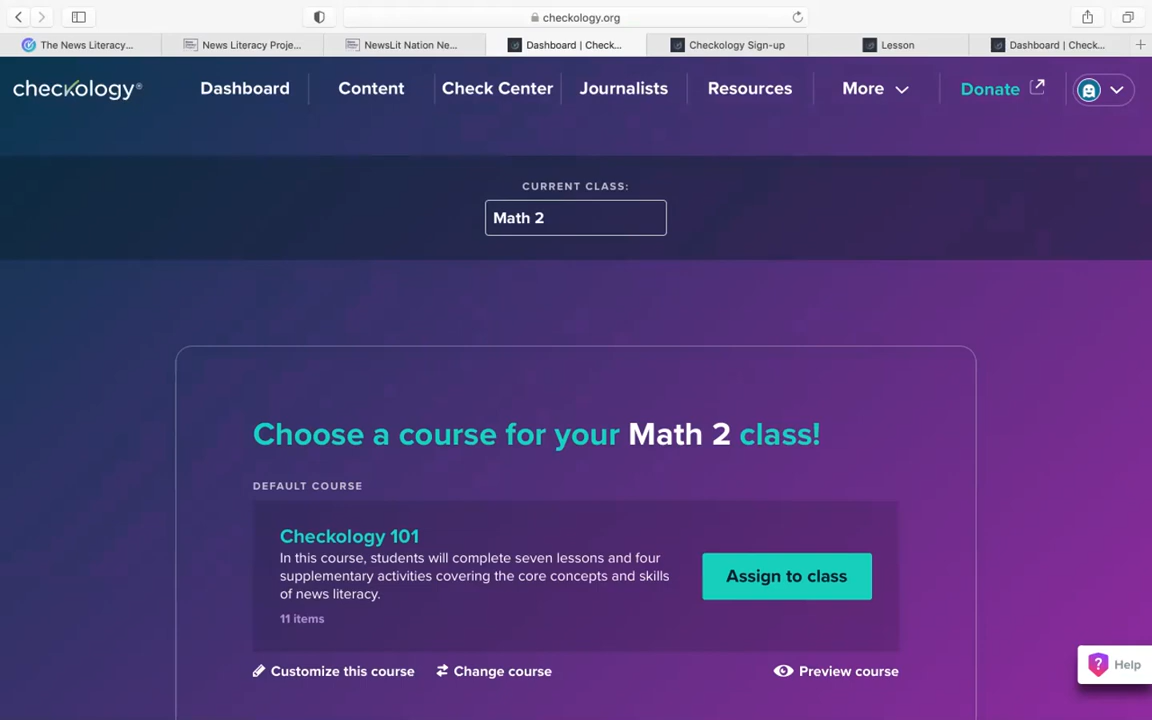 checkology.org
The News Literacy...
News Literacy Proje...
NewsLit Nation Ne...
Dashboard | Check...
Checkology Sign-up
Lesson
Dashboard | Check...
checkology®
Dashboard
Content
Check Center
Journalists
Resources
More
Donate
CURRENT CLASS:
Math 2
Choose a course for your Math 2 class!
DEFAULT COURSE
Checkology 101
In this course, students will complete seven lessons and four
supplementary activities covering the core concepts and skills
of news literacy.
11 items
Assign to class
Customize this course
Change course
Preview course
? Help